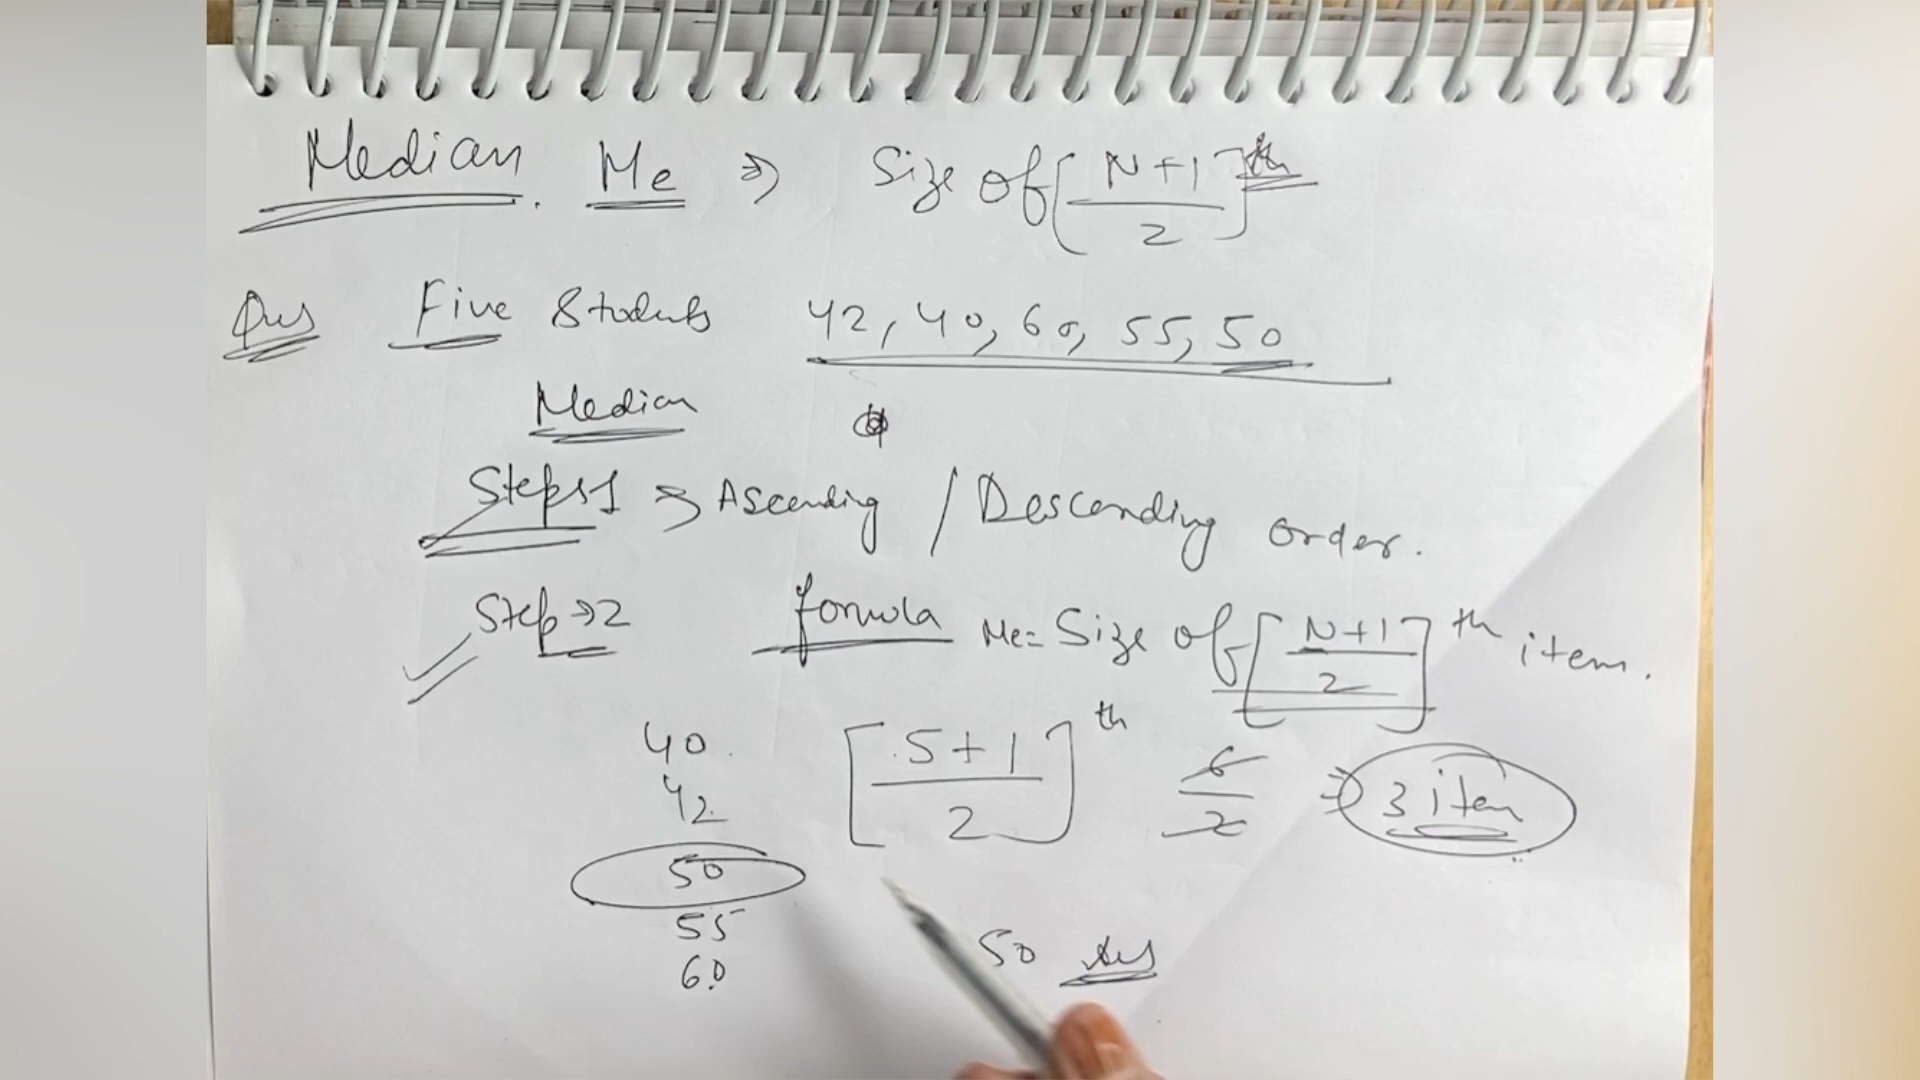 Median. Me ⇒ Size of [N+1/2]th
Ques Five Students 42, 40, 60, 55, 50
Median
Steps 1 ⇒ Ascending / Descending order.
Step → 2 formula Me = Size of [N+1/2]th item.
40 [5+1/2]th 6/2 ⇒ 3 item
42
50
55 50 Ans
60